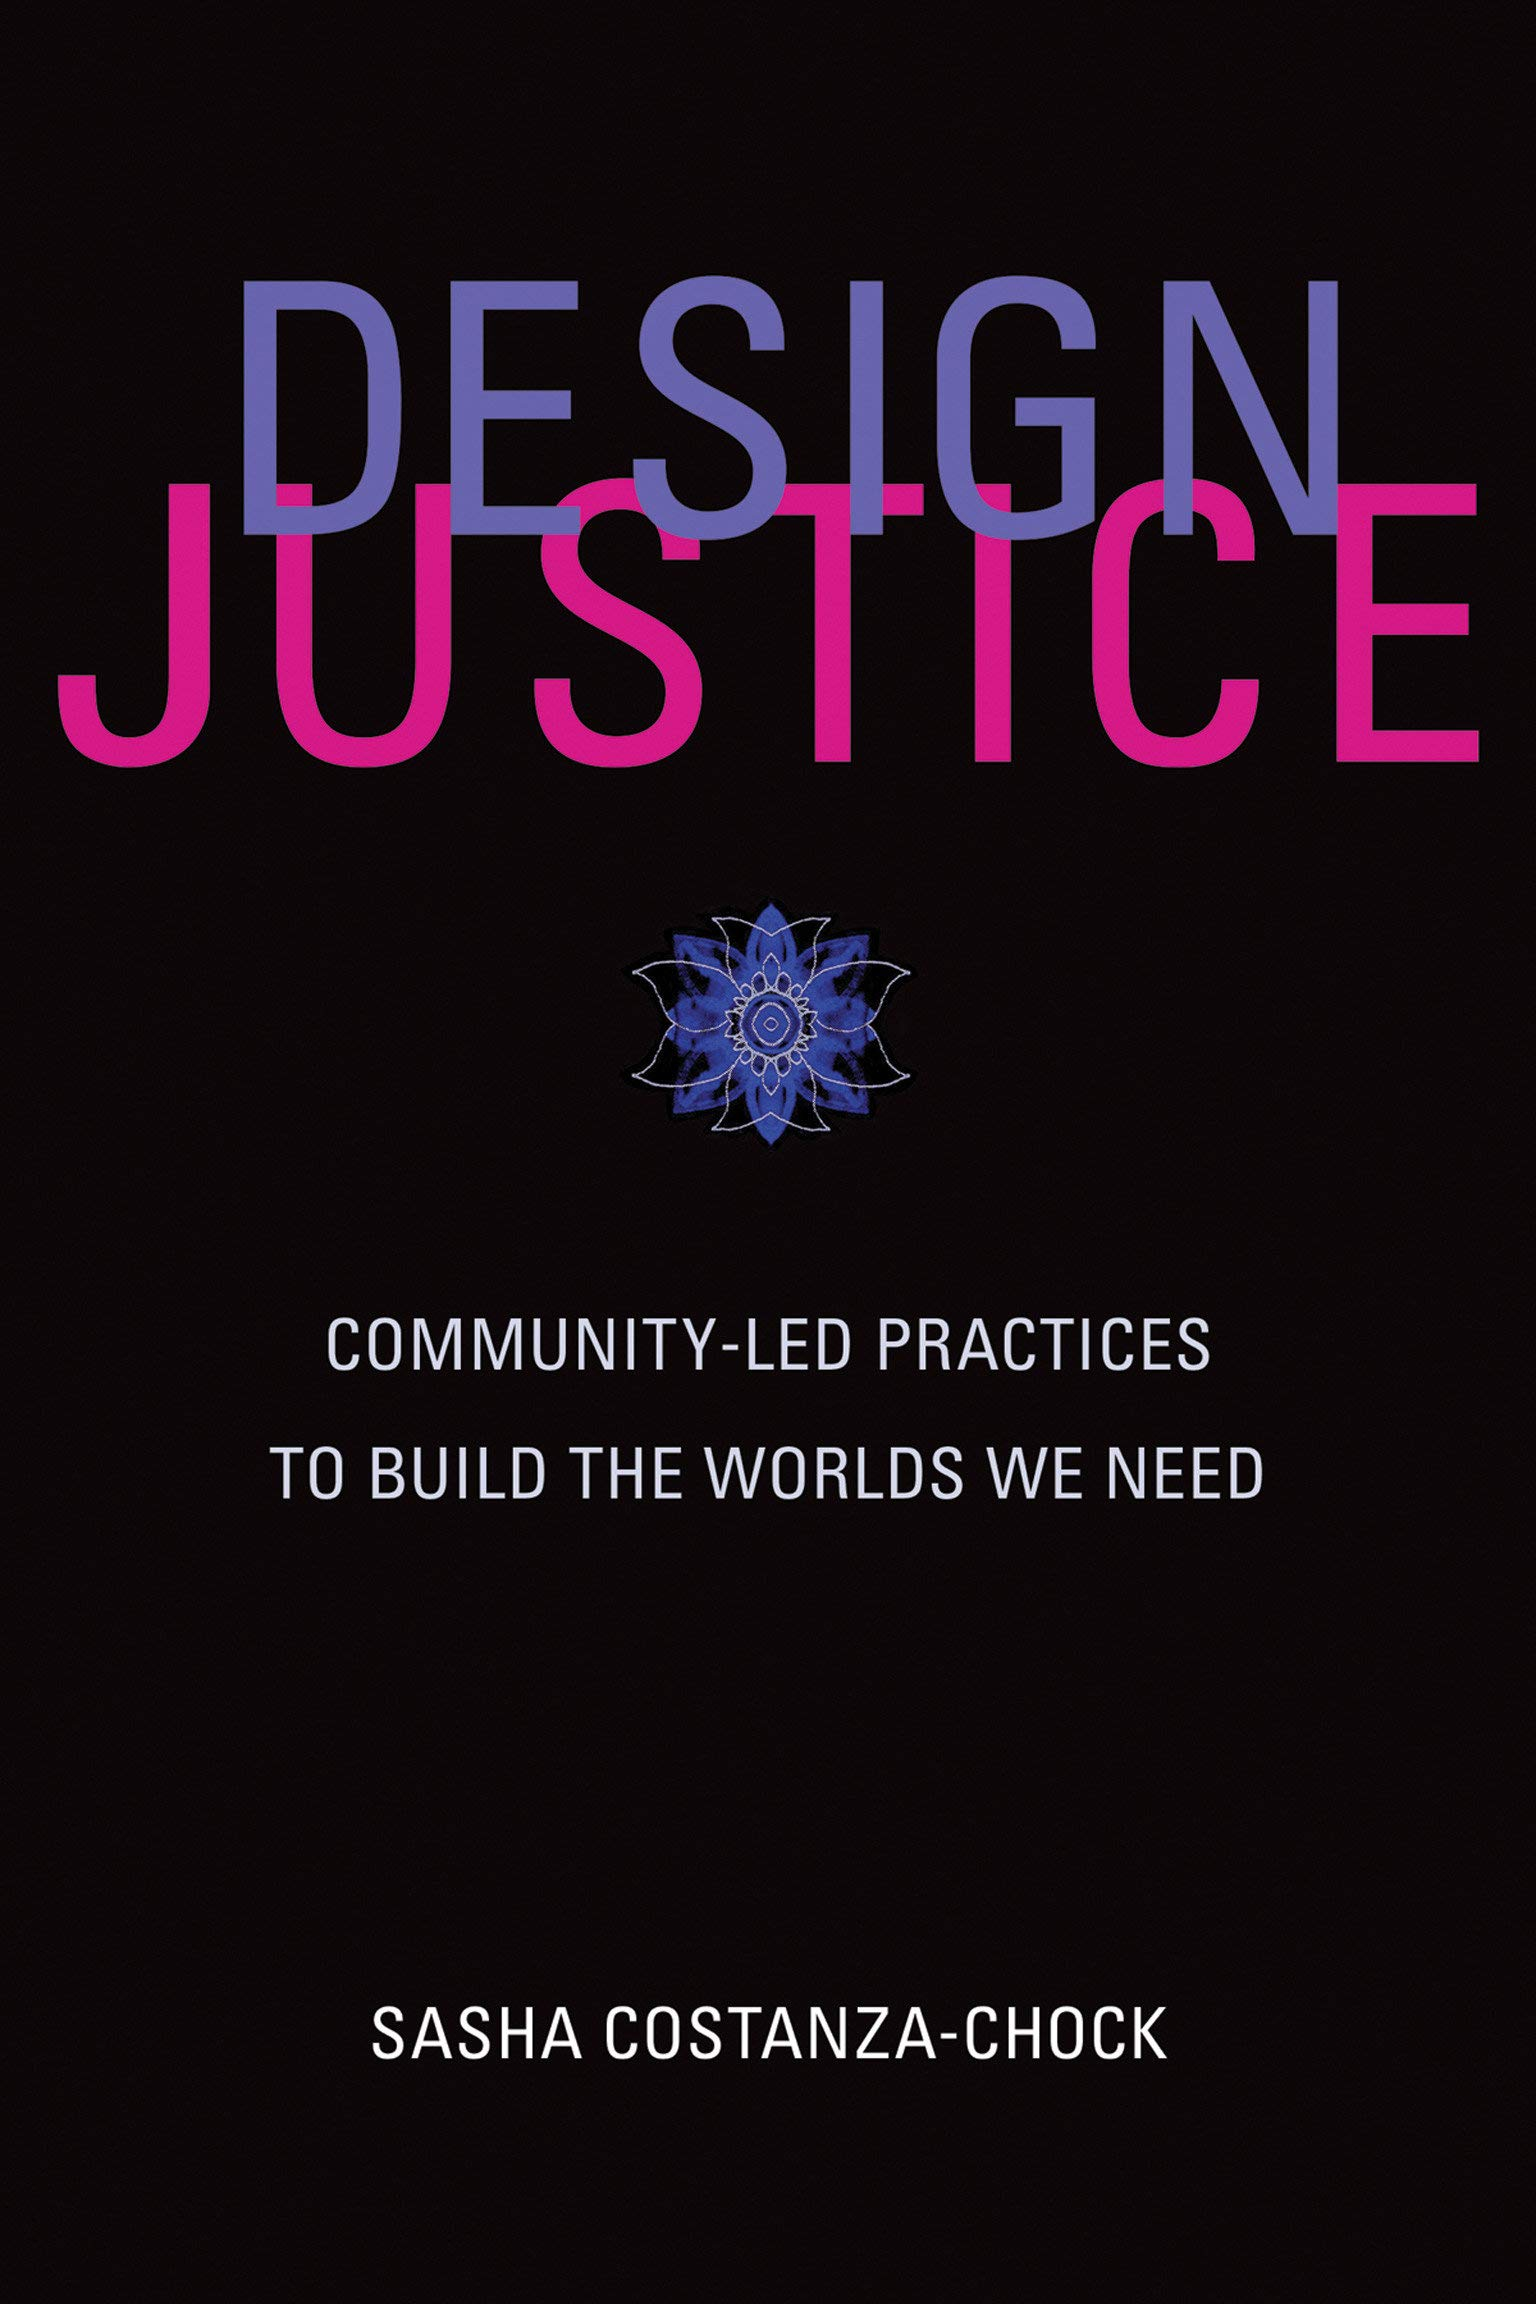 DESIGN
JUSTICE
COMMUNITY-LED PRACTICES
TO BUILD THE WORLDS WE NEED
SASHA COSTANZA-CHOCK